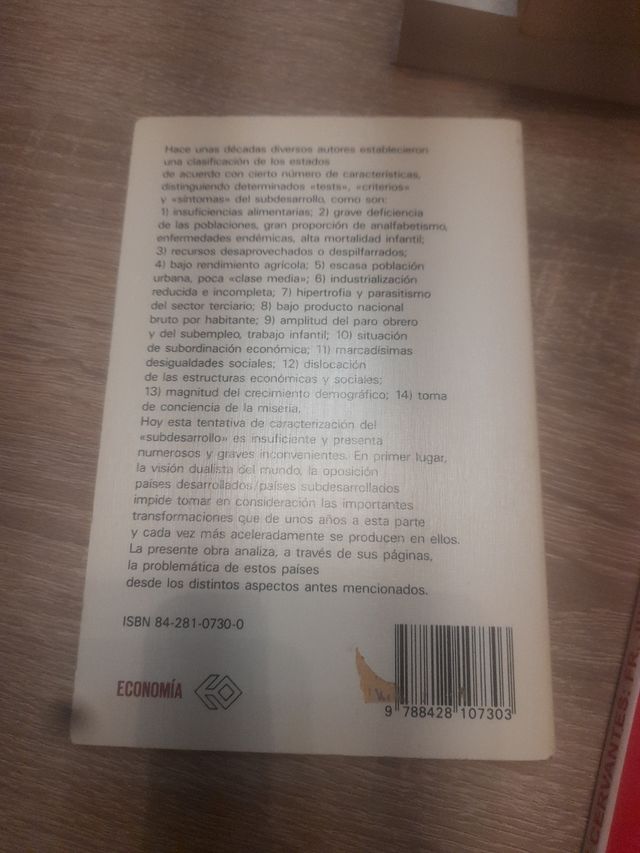 Hace unas décadas diversos autores establecieron
una clasificación de los estados
de acuerdo con cierto número de características,
distinguiendo determinados «tests», «criterios»
y «síntomas» del subdesarrollo, como son:
1) insuficiencias alimentarias; 2) grave deficiencia
de las poblaciones, gran proporción de analfabetismo,
enfermedades endémicas, alta mortalidad infantil;
3) recursos desaprovechados o despilfarrados;
4) bajo rendimiento agrícola; 5) escasa población
urbana, poca «clase media»; 6) industrialización
reducida e incompleta; 7) hipertrofia y parasitismo
del sector terciario; 8) bajo producto nacional
bruto por habitante; 9) amplitud del paro obrero
y del subempleo, trabajo infantil; 10) situación
de subordinación económica; 11) marcadísimas
desigualdades sociales; 12) dislocación
de las estructuras económicas y sociales;
13) magnitud del crecimiento demográfico; 14) toma
de conciencia de la miseria.
Hoy esta tentativa de caracterización del
«subdesarrollo» es insuficiente y presenta
numerosos y graves inconvenientes. En primer lugar,
la visión dualista del mundo, la oposición
países desarrollados/países subdesarrollados
impide tomar en consideración las importantes
transformaciones que de unos años a esta parte
y cada vez más aceleradamente se producen en ellos.
La presente obra analiza, a través de sus páginas,
la problemática de estos países
desde los distintos aspectos antes mencionados.
ISBN 84-281-0730-0
ECONOMÍA
9 788428 107303
CERVANTES. FR